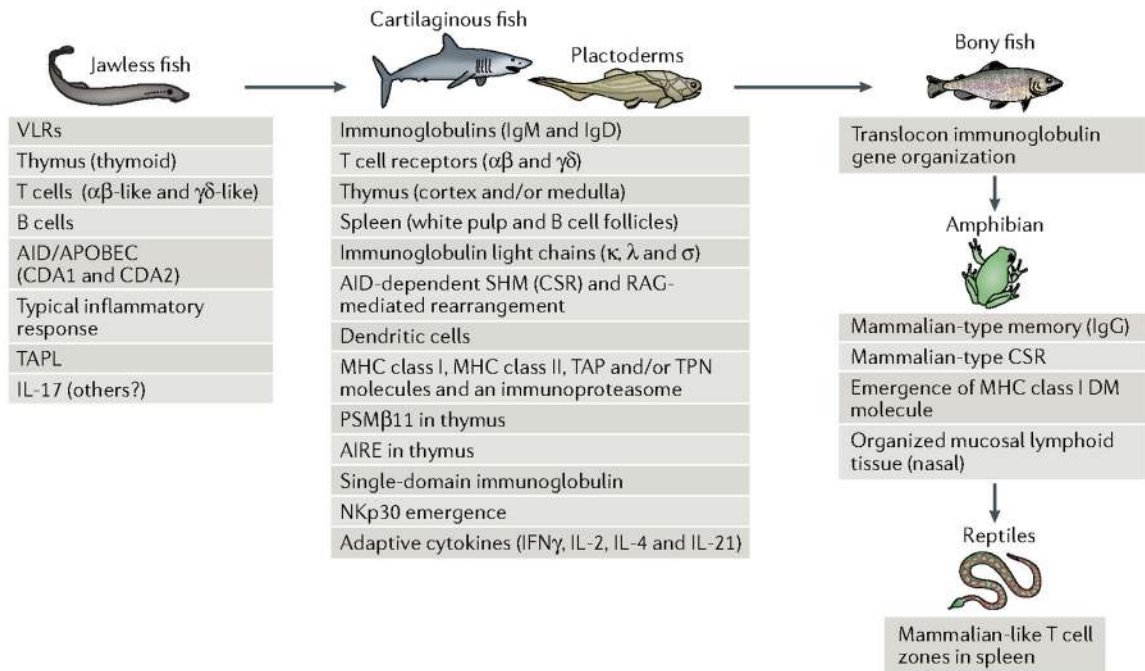 Jawless fish
VLRs
Thymus (thymoid)
T cells (αβ-like and γδ-like)
B cells
AID/APOBEC
(CDA1 and CDA2)
Typical inflammatory
response
TAPL
IL-17 (others?)
Cartilaginous fish
Plactoderms
Immunoglobulins (IgM and IgD)
T cell receptors (αβ and γδ)
Thymus (cortex and/or medulla)
Spleen (white pulp and B cell follicles)
Immunoglobulin light chains (κ, λ and σ)
AID-dependent SHM (CSR) and RAG-
mediated rearrangement
Dendritic cells
MHC class I, MHC class II, TAP and/or TPN
molecules and an immunoproteasome
PSMβ11 in thymus
AIRE in thymus
Single-domain immunoglobulin
NKp30 emergence
Adaptive cytokines (IFNγ, IL-2, IL-4 and IL-21)
Bony fish
Translocon immunoglobulin
gene organization
Amphibian
Mammalian-type memory (IgG)
Mammalian-type CSR
Emergence of MHC class I DM
molecule
Organized mucosal lymphoid
tissue (nasal)
Reptiles
Mammalian-like T cell
zones in spleen